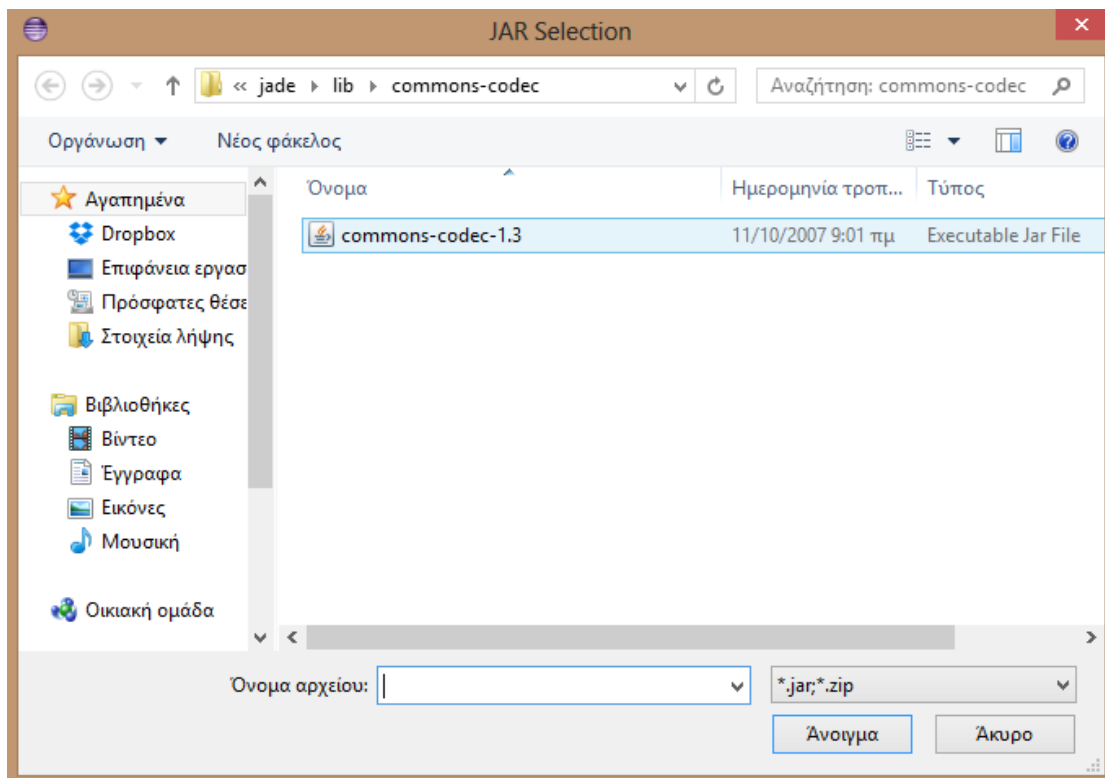 JAR Selection
« jade lib commons-codec
Αναζήτηση: commons-codec
Οργάνωση Νέος φάκελος
Όνομα Ημερομηνία τροπ... Τύπος
commons-codec-1.3 11/10/2007 9:01 πμ Executable Jar File
Αγαπημένα
Dropbox
Επιφάνεια εργασ
Πρόσφατες θέσε
Στοιχεία λήψης
Βιβλιοθήκες
Βίντεο
Έγγραφα
Εικόνες
Μουσική
Οικιακή ομάδα
Όνομα αρχείου:
*.jar;*.zip
Άνοιγμα Άκυρο